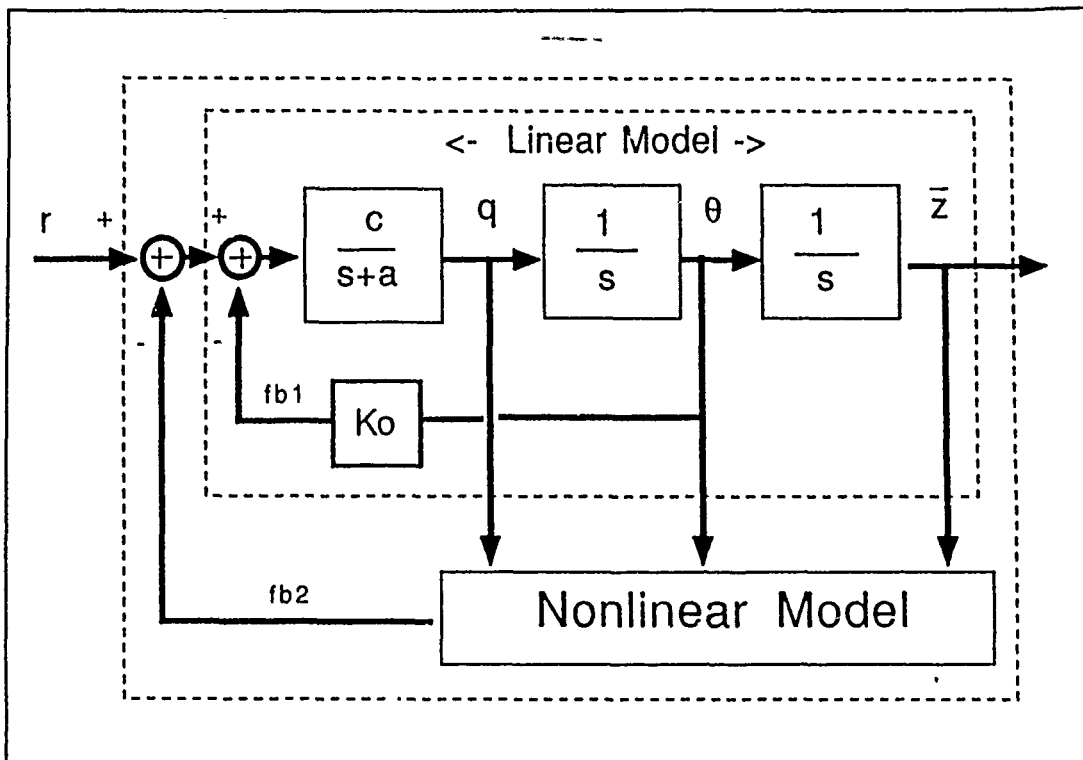 <- Linear Model ->
r
+
+
c
s+a
q
1
s
θ
1
s
z̄
+
+
-
-
fb1
Ko
fb2
Nonlinear Model